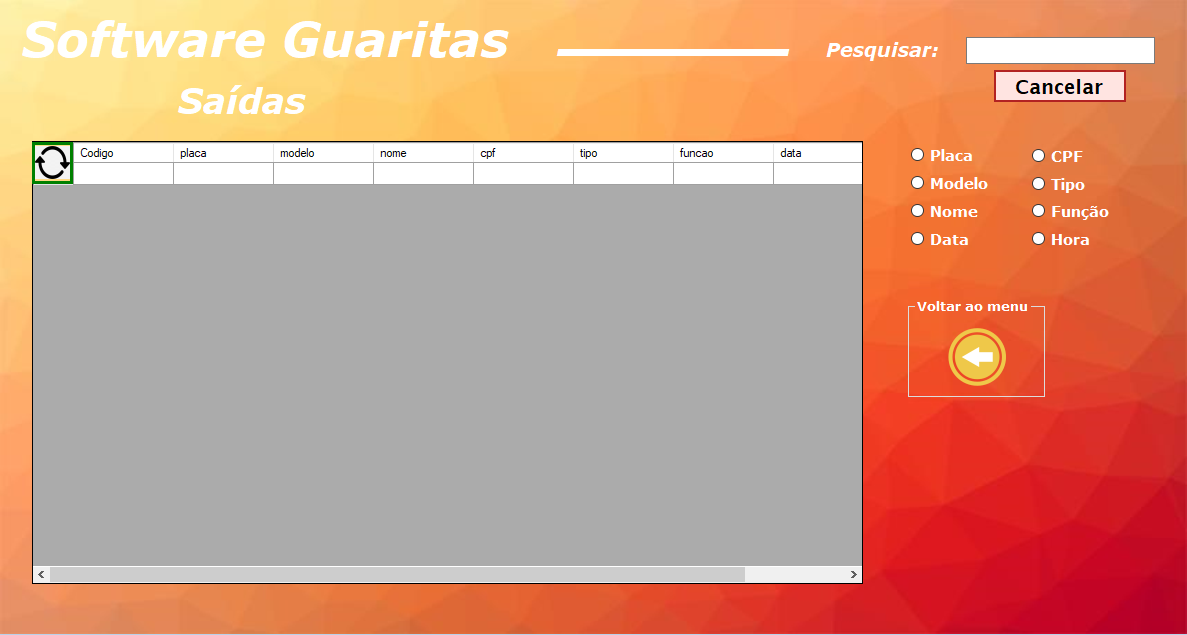 Software Guaritas
Pesquisar:
Cancelar
Saídas
Codigo placa modelo nome cpf tipo funcao data
Placa CPF
Modelo Tipo
Nome Função
Data Hora
Voltar ao menu